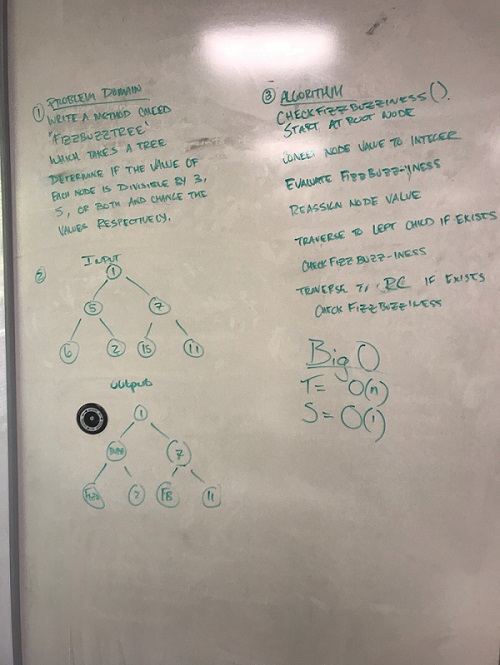 ① PROBLEM DOMAIN
WRITE A METHOD CALLED
'FIZZBUZZTREE'
WHICH TAKES A TREE
DETERMINE IF THE VALUE OF
EACH NODE IS DIVISIBLE BY 3,
5, OR BOTH AND CHANGE THE
VALUES RESPECTIVELY.
②
INPUT
1
5 7
6 2 15 11
OUTPUT
1
7
FIZZ 2 FB 11
③ ALGORITHM
CHECKFIZZBUZZINESS().
START AT ROOT NODE
NODE VALUE TO INTEGER
EVALUATE FIZZBUZZ-YNESS
REASSIGN NODE VALUE
TRAVERSE TO LEFT CHILD IF EXISTS
CHECK FIZZBUZZ-INESS
TRAVERSE TO RC IF EXISTS
CHECK FIZZBUZZINESS
Big O
T = O(n)
S = O(1)